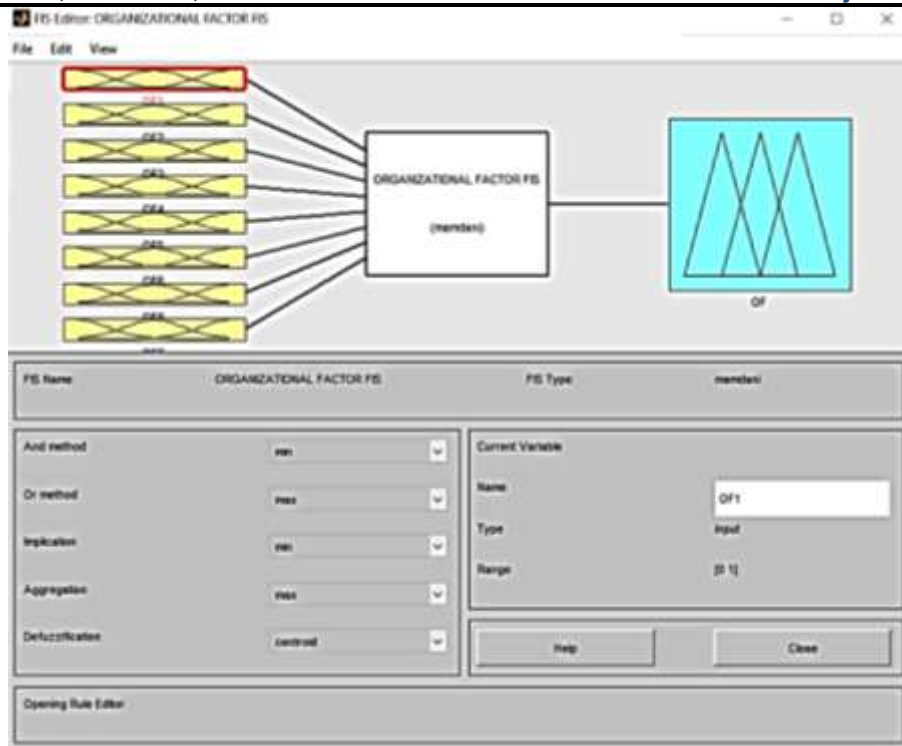 FIS Editor: ORGANIZATIONAL FACTOR FIS
File Edit View
OF1
OF2
OF3
OF4
OF5
OF6
ORGANIZATIONAL FACTOR FIS
(mamdani)
OF
FIS Name: ORGANIZATIONAL FACTOR FIS FIS Type: mamdani
And method min
Or method max
Implication min
Aggregation max
Defuzzification centroid
Current Variable
Name OF1
Type input
Range [0 1]
Help Close
Opening Rule Editor